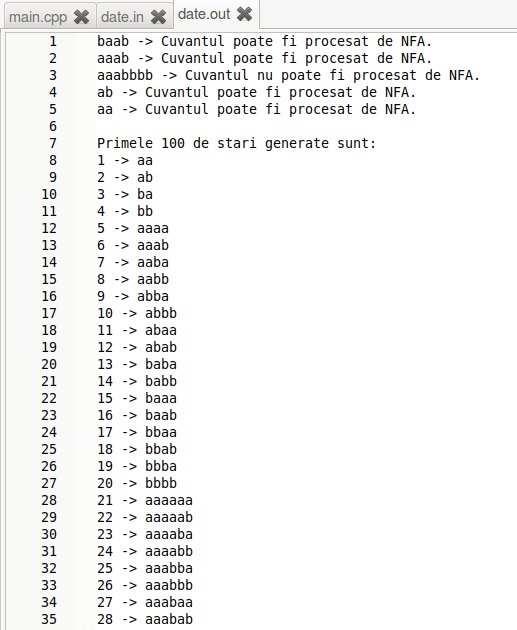 main.cpp date.in date.out
1 baab -> Cuvantul poate fi procesat de NFA.
2 aaab -> Cuvantul poate fi procesat de NFA.
3 aaabbbb -> Cuvantul nu poate fi procesat de NFA.
4 ab -> Cuvantul poate fi procesat de NFA.
5 aa -> Cuvantul poate fi procesat de NFA.
6
7 Primele 100 de stari generate sunt:
8 1 -> aa
9 2 -> ab
10 3 -> ba
11 4 -> bb
12 5 -> aaaa
13 6 -> aaab
14 7 -> aaba
15 8 -> aabb
16 9 -> abba
17 10 -> abbb
18 11 -> abaa
19 12 -> abab
20 13 -> baba
21 14 -> babb
22 15 -> baaa
23 16 -> baab
24 17 -> bbaa
25 18 -> bbab
26 19 -> bbba
27 20 -> bbbb
28 21 -> aaaaaa
29 22 -> aaaaab
30 23 -> aaaaba
31 24 -> aaaabb
32 25 -> aaabba
33 26 -> aaabbb
34 27 -> aaabaa
35 28 -> aaabab